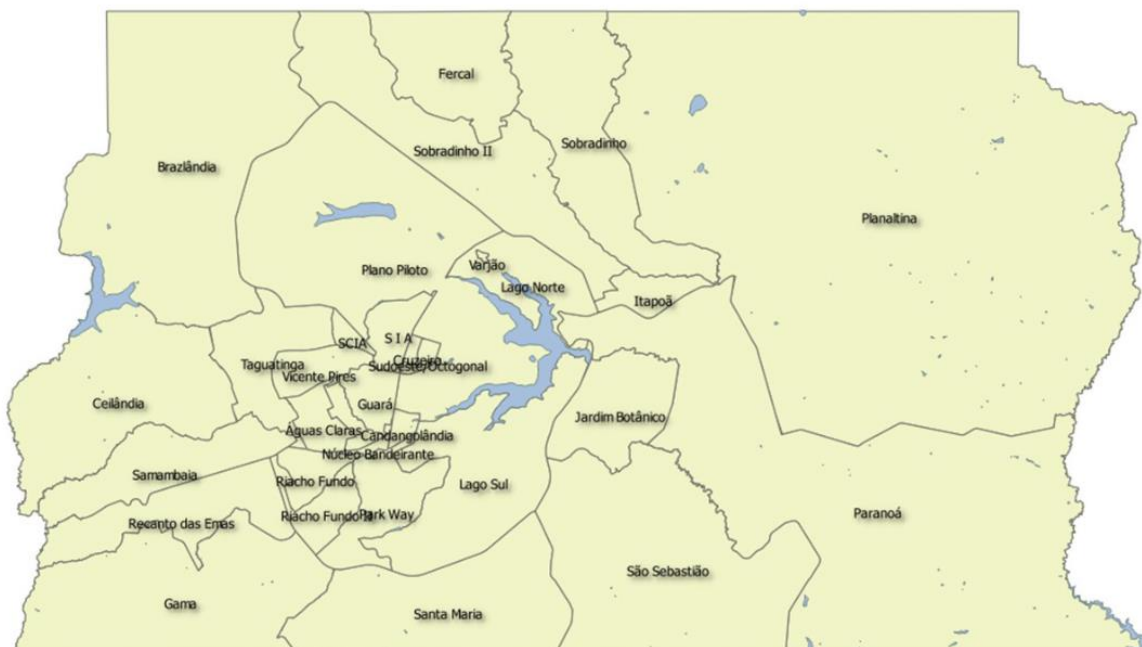 Fercal
Sobradinho
Sobradinho II
Brazlândia
Planaltina
Varjão
Plano Piloto
Lago Norte
Itapoã
S I A
SCIA
Cruzeiro
Taguatinga
Sudoeste/Octogonal
Vicente Pires
Ceilândia
Guará
Jardim Botânico
Águas Claras
Candangolândia
Núcleo Bandeirante
Samambaia
Riacho Fundo
Lago Sul
Paranoá
Riacho Fundo II
Park Way
Recanto das Emas
São Sebastião
Gama
Santa Maria